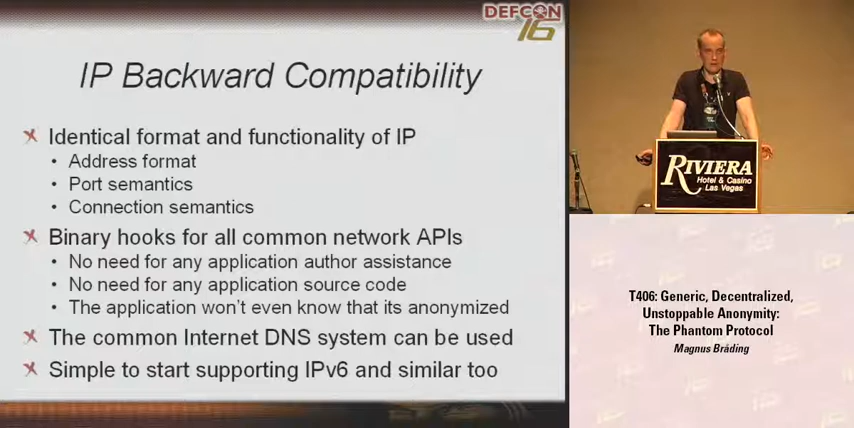 DEFCON
16
IP Backward Compatibility
Identical format and functionality of IP
• Address format
• Port semantics
• Connection semantics
Binary hooks for all common network APIs
• No need for any application author assistance
• No need for any application source code
• The application won't even know that its anonymized
The common Internet DNS system can be used
Simple to start supporting IPv6 and similar too
RIVIERA
Hotel & Casino
Las Vegas
T406: Generic, Decentralized,
Unstoppable Anonymity:
The Phantom Protocol
Magnus Bråding